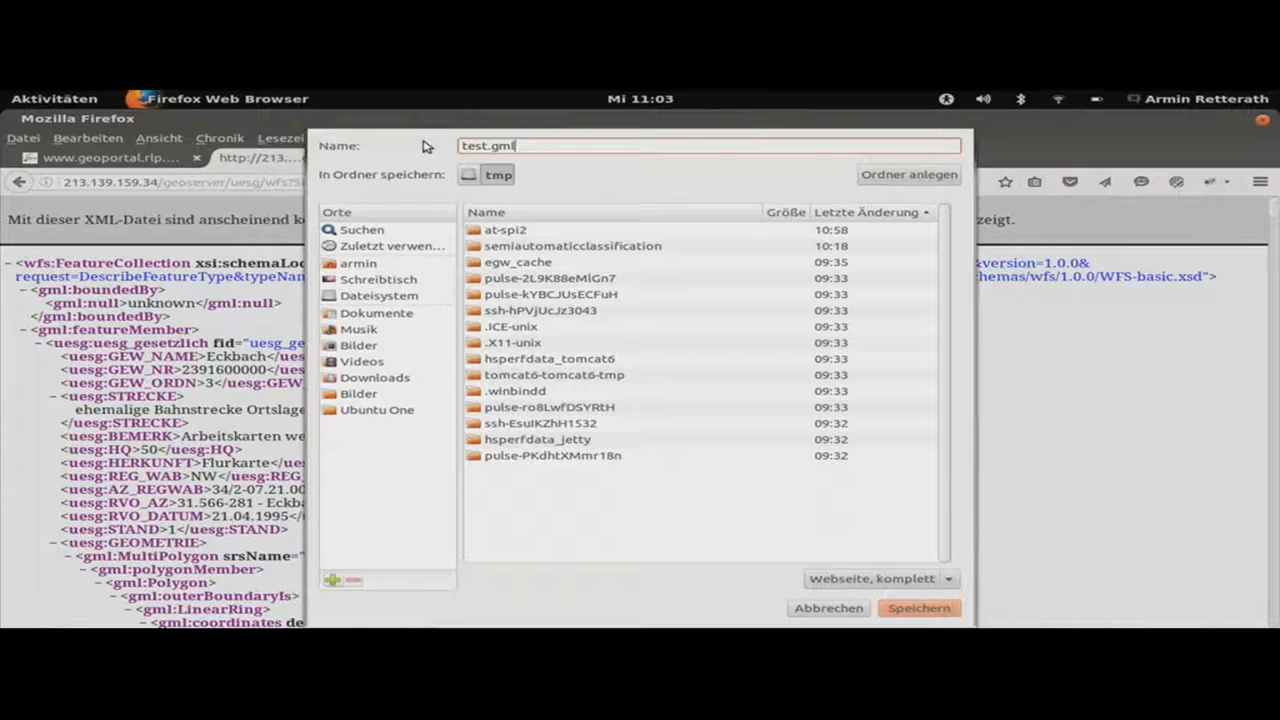 Aktivitäten Firefox Web Browser Mi 11:03 Armin Retterath
Mozilla Firefox
Datei Bearbeiten Ansicht Chronik Lesezei
www.geoportal.rlp.... × http://213....
213.139.159.34/geoserver/uesg/wfs?S
Mit dieser XML-Datei sind anscheinend k zeigt.
−<wfs:FeatureCollection xsi:schemaLo &version=1.0.0&
request=DescribeFeatureType&typeNa hemas/wfs/1.0.0/WFS-basic.xsd">
−<gml:boundedBy>
<gml:null>unknown</gml:null>
</gml:boundedBy>
−<gml:featureMember>
−<uesg:uesg_gesetzlich fid="uesg_ge
<uesg:GEW_NAME>Eckbach</ues
<uesg:GEW_NR>2391600000</ue
<uesg:GEW_ORDN>3</uesg:GEW
−<uesg:STRECKE>
ehemalige Bahnstrecke Ortslage
</uesg:STRECKE>
<uesg:BEMERK>Arbeitskarten we
<uesg:HQ>50</uesg:HQ>
<uesg:HERKUNFT>Flurkarte</ue
<uesg:REG_WAB>NW</uesg:REG_
<uesg:AZ_REGWAB>34/2-07.21.00
<uesg:RVO_AZ>31.566-281 - Eckba
<uesg:RVO_DATUM>21.04.1995</u
<uesg:STAND>1</uesg:STAND>
−<uesg:GEOMETRIE>
−<gml:MultiPolygon srsName="
−<gml:polygonMember>
−<gml:Polygon>
−<gml:outerBoundaryIs>
−<gml:LinearRing>
<gml:coordinates de
Name: test.gml
In Ordner speichern: tmp Ordner anlegen
Orte
Suchen
Zuletzt verwen...
armin
Schreibtisch
Dateisystem
Dokumente
Musik
Bilder
Videos
Downloads
Bilder
Ubuntu One
Name Größe Letzte Änderung
at-spi2 10:58
semiautomaticclassification 10:18
egw_cache 09:35
pulse-2L9K88eMlGn7 09:33
pulse-kYBCJUsECFuH 09:33
ssh-hPVjUcJz3043 09:33
.ICE-unix 09:33
.X11-unix 09:33
hsperfdata_tomcat6 09:33
tomcat6-tomcat6-tmp 09:33
.winbindd 09:33
pulse-ro8LwfDSYRtH 09:33
ssh-EsuIKZhH1532 09:32
hsperfdata_jetty 09:32
pulse-PKdhtXMmr18n 09:32
Webseite, komplett
Abbrechen Speichern